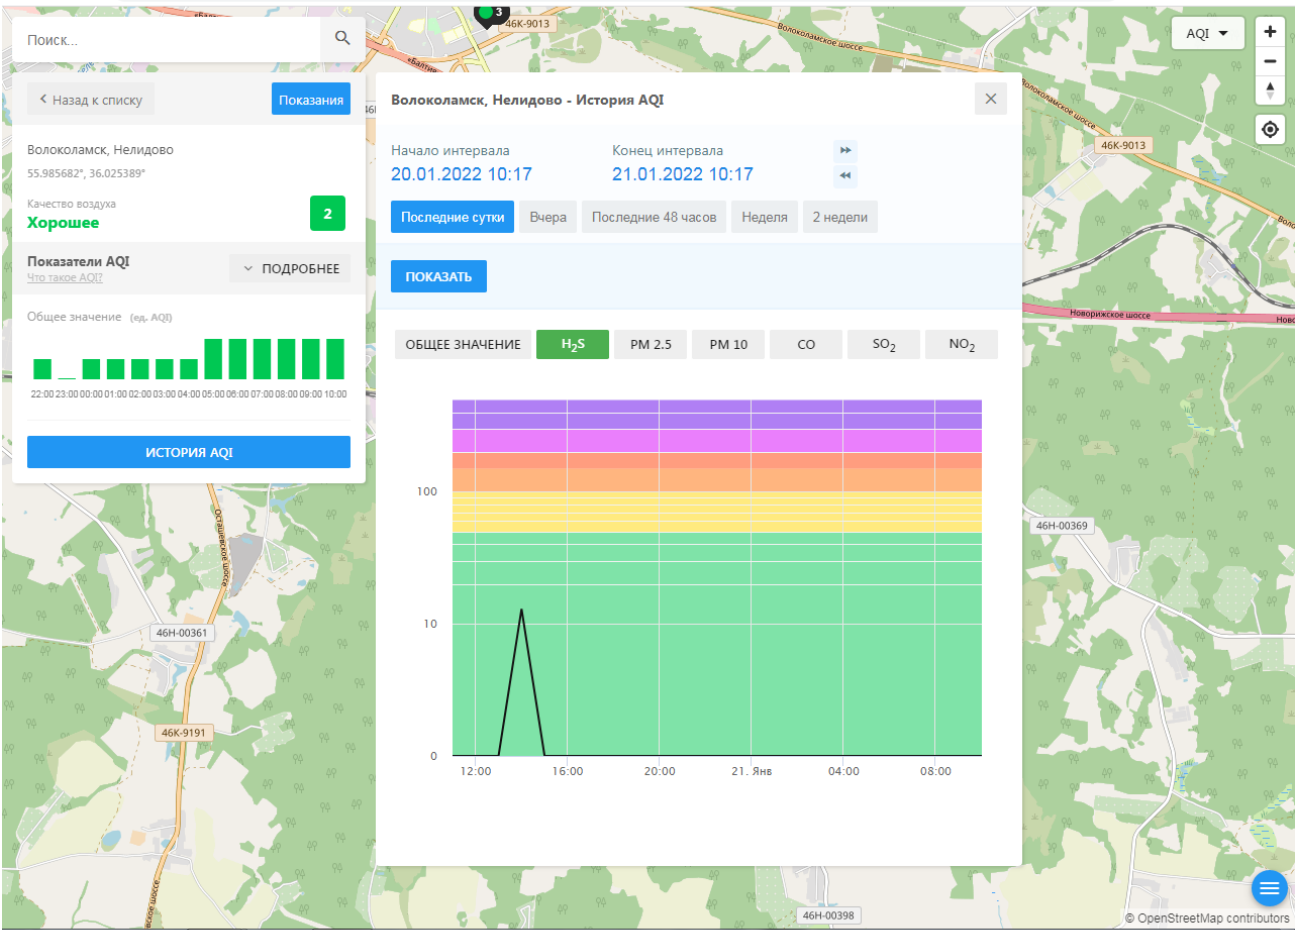 Поиск...
Назад к списку
Показания
Волоколамск, Нелидово
55.985682°, 36.025389°
Качество воздуха
Хорошее
2
Показатели AQI
Что такое AQI?
ПОДРОБНЕЕ
Общее значение (ед. AQI)
22:00 23:00 00:00 01:00 02:00 03:00 04:00 05:00 06:00 07:00 08:00 09:00 10:00
ИСТОРИЯ AQI
Волоколамск, Нелидово - История AQI
Начало интервала
Конец интервала
20.01.2022 10:17
21.01.2022 10:17
Последние сутки
Вчера
Последние 48 часов
Неделя
2 недели
ПОКАЗАТЬ
ОБЩЕЕ ЗНАЧЕНИЕ
H₂S
PM 2.5
PM 10
CO
SO₂
NO₂
100
10
0
12:00
16:00
20:00
21. Янв
04:00
08:00
AQI
3
46К-9013
Волоколамское шоссе
46К-9013
Новорижское шоссе
46Н-00369
Осташевское шоссе
46Н-00361
46К-9191
46Н-00398
© OpenStreetMap contributors